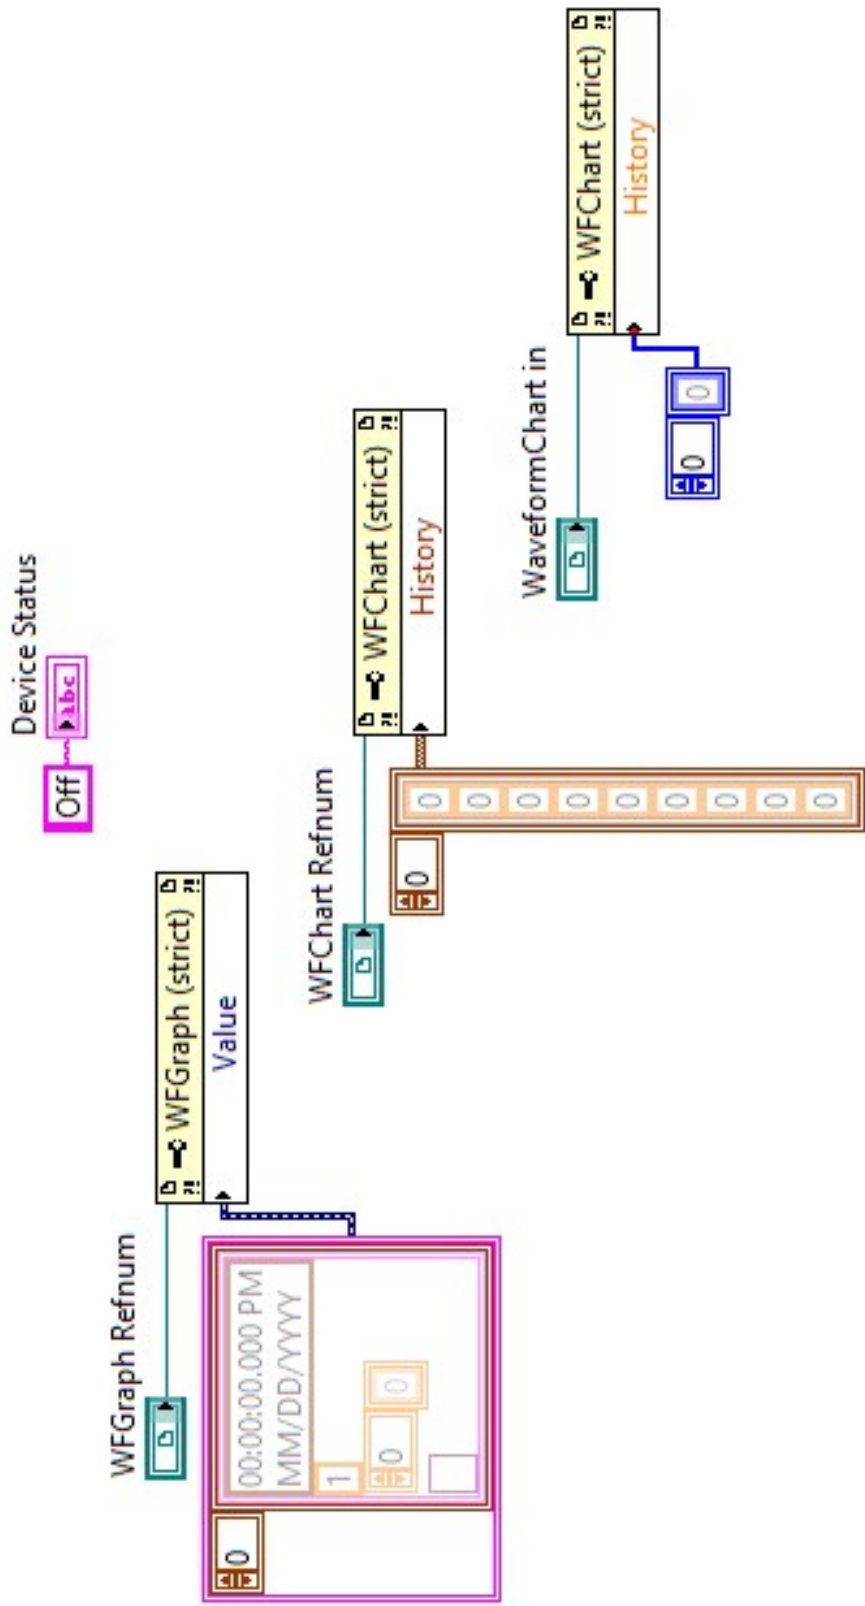 Device Status
Off
abc
WFGraph Refnum
WFGraph (strict)
Value
0
00:00:00.000 PM
MM/DD/YYYY
1
0
0
WFChart Refnum
WFChart (strict)
History
0
0
0
0
0
0
0
0
0
0
WaveformChart in
WFChart (strict)
History
0
0